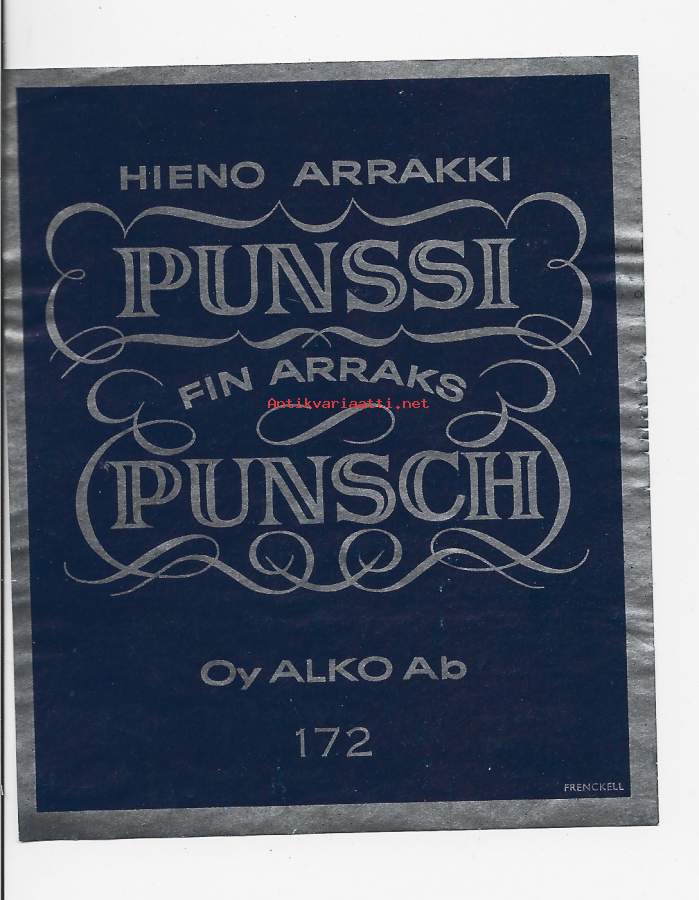 HIENO ARRAKKI
PUNSSI
FIN ARRAKS
Antikvariaatti.net
PUNSCH
Oy ALKO Ab
172
FRENCKELL